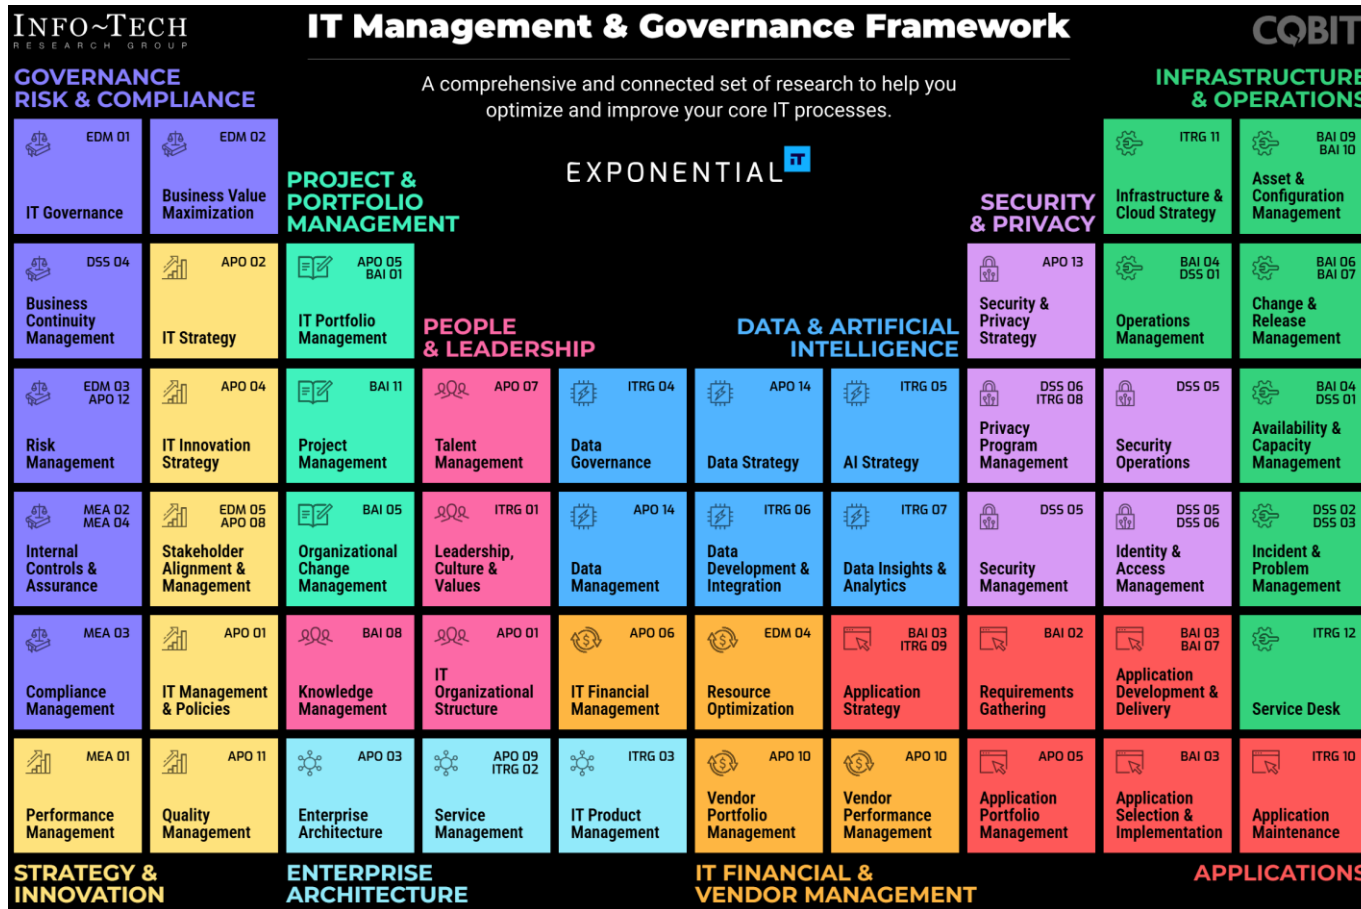 INFO~TECH
RESEARCH GROUP
IT Management & Governance Framework
COBIT
A comprehensive and connected set of research to help you
optimize and improve your core IT processes.
EXPONENTIAL IT
GOVERNANCE
RISK & COMPLIANCE
INFRASTRUCTURE
& OPERATIONS
EDM 01
IT Governance
EDM 02
Business Value
Maximization
PROJECT &
PORTFOLIO
MANAGEMENT
SECURITY
& PRIVACY
ITRG 11
Infrastructure &
Cloud Strategy
BAI 09
BAI 10
Asset &
Configuration
Management
DSS 04
Business
Continuity
Management
APO 02
IT Strategy
APO 05
BAI 01
IT Portfolio
Management
PEOPLE
& LEADERSHIP
DATA & ARTIFICIAL
INTELLIGENCE
APO 13
Security &
Privacy
Strategy
BAI 04
DSS 01
Operations
Management
BAI 06
BAI 07
Change &
Release
Management
EDM 03
APO 12
Risk
Management
APO 04
IT Innovation
Strategy
BAI 11
Project
Management
APO 07
Talent
Management
ITRG 04
Data
Governance
APO 14
Data Strategy
ITRG 05
AI Strategy
DSS 06
ITRG 08
Privacy
Program
Management
DSS 05
Security
Operations
BAI 04
DSS 01
Availability &
Capacity
Management
MEA 02
MEA 04
Internal
Controls &
Assurance
EDM 05
APO 08
Stakeholder
Alignment &
Management
BAI 05
Organizational
Change
Management
ITRG 01
Leadership,
Culture &
Values
APO 14
Data
Management
ITRG 06
Data
Development &
Integration
ITRG 07
Data Insights &
Analytics
DSS 05
Security
Management
DSS 05
DSS 06
Identity &
Access
Management
DSS 02
DSS 03
Incident &
Problem
Management
MEA 03
Compliance
Management
APO 01
IT Management
& Policies
BAI 08
Knowledge
Management
APO 01
IT
Organizational
Structure
APO 06
IT Financial
Management
EDM 04
Resource
Optimization
BAI 03
ITRG 09
Application
Strategy
BAI 02
Requirements
Gathering
BAI 03
BAI 07
Application
Development &
Delivery
ITRG 12
Service Desk
MEA 01
Performance
Management
APO 11
Quality
Management
APO 03
Enterprise
Architecture
APO 09
ITRG 02
Service
Management
ITRG 03
IT Product
Management
APO 10
Vendor
Portfolio
Management
APO 10
Vendor
Performance
Management
APO 05
Application
Portfolio
Management
BAI 03
Application
Selection &
Implementation
ITRG 10
Application
Maintenance
STRATEGY &
INNOVATION
ENTERPRISE
ARCHITECTURE
IT FINANCIAL &
VENDOR MANAGEMENT
APPLICATIONS